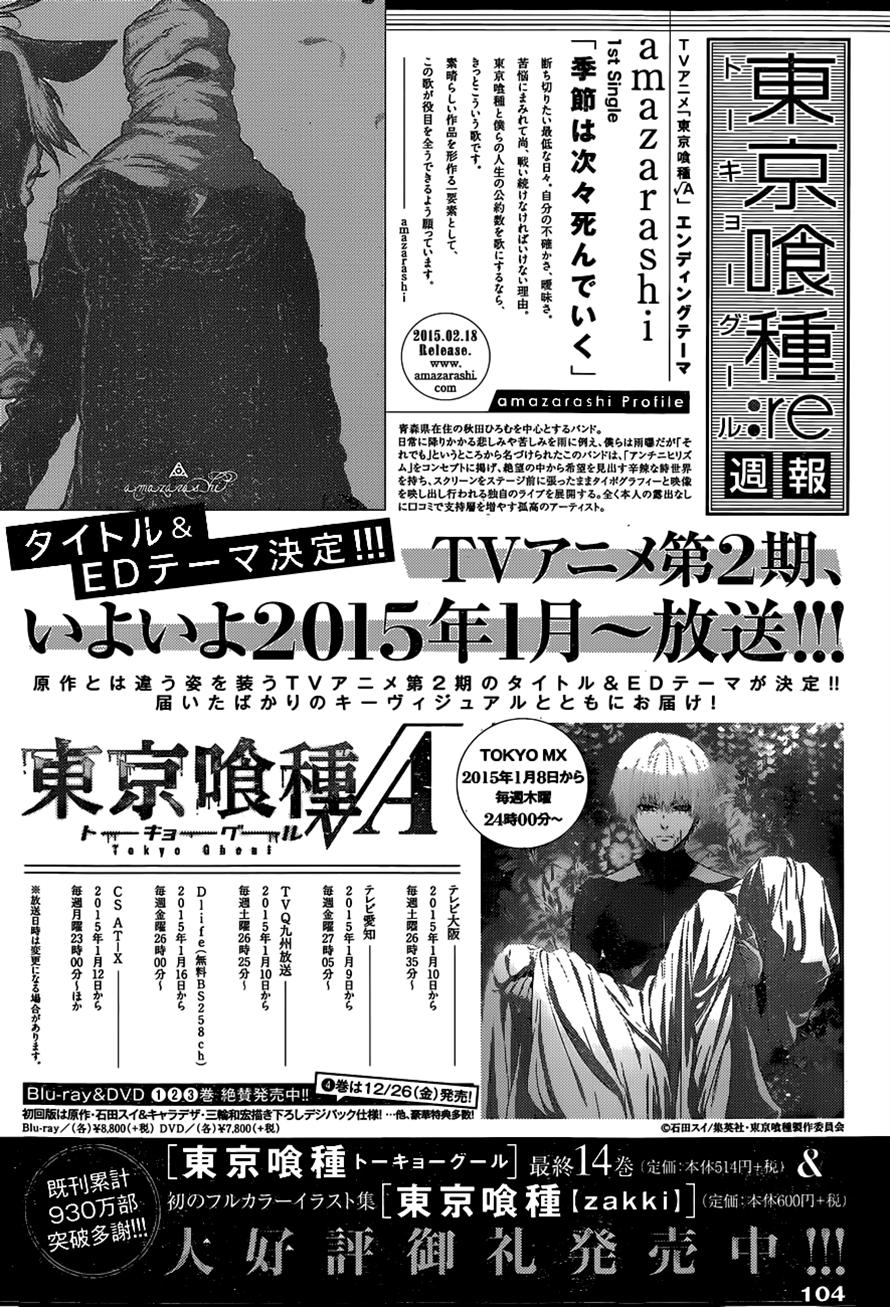 東京喰種:re
トーキョーグール
週報
TVアニメ「東京喰種√A」エンディングテーマ
amazarashi
1st Single
「季節は次々死んでいく」
断ち切りたい最低な日々。自分の不確かさ、曖昧さ。
苦悩にまみれて尚、戦い続けなければいけない理由。
東京喰種と僕らの人生の公約数を歌にするなら、
きっとこういう歌です。
素晴らしい作品を形作る一要素として、
この歌が役目を全うできるよう願っています。
amazarashi
2015.02.18
Release.
www.
amazarashi.
com
amazarashi Profile
青森県在住の秋田ひろむを中心とするバンド。
日常に降りかかる悲しみや苦しみを雨に例え、僕らは雨曝だが「そ
れでも」というところから名づけられたこのバンドは、「アンチニヒリズ
ム」をコンセプトに掲げ、絶望の中から希望を見出す辛辣な詩世界
を持ち、スクリーンをステージ前に張ったままタイポグラフィーと映像
を映し出し行われる独自のライブを展開する。全く本人の露出なし
に口コミで支持層を増やす孤高のアーティスト。
amazarashi
タイトル&
EDテーマ決定!!!
TVアニメ第2期、
いよいよ2015年1月〜放送!!!
原作とは違う姿を装うTVアニメ第2期のタイトル&EDテーマが決定!!
届いたばかりのキーヴィジュアルとともにお届け!
東京喰種√A
トーキョーグール
Tokyo Ghoul
TOKYO MX
2015年1月8日から
毎週木曜
24時00分〜
テレビ大阪
2015年1月10日から
毎週土曜26時35分〜
テレビ愛知
2015年1月9日から
毎週金曜27時05分〜
TVQ九州放送
2015年1月10日から
毎週土曜26時25分〜
Dlife(無料BS258ch)
2015年1月16日から
毎週金曜26時00分〜
CS ATIX
2015年1月12日から
毎週月曜23時00分〜ほか
※放送日時は変更になる場合があります。
Blu-ray&DVD ①②③巻 絶賛発売中!!
④巻は12/26(金)発売!
初回版は原作・石田スイ&キャラデザ・三輪和宏描き下ろしデジパック仕様! …他、豪華特典多数!
Blu-ray/(各)¥8,800(+税) DVD/(各)¥7,800(+税)
©石田スイ/集英社・東京喰種製作委員会
既刊累計
930万部
突破多謝!!!
[東京喰種 トーキョーグール]最終14巻(定価:本体514円+税) &
初のフルカラーイラスト集[東京喰種【zakki】](定価:本体600円+税)
大好評御礼発売中!!!
104